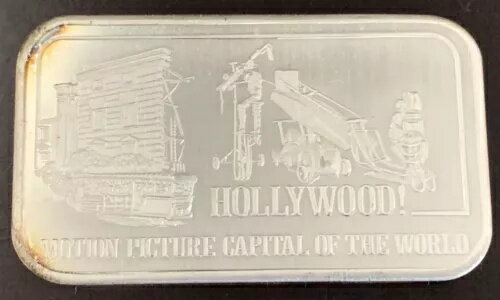 HOLLYWOOD!
MOTION PICTURE CAPITAL OF THE WORLD